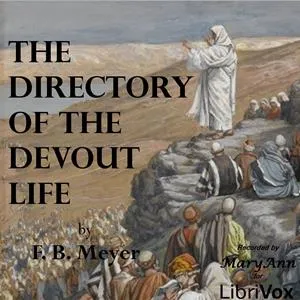 THE
DIRECTORY
OF THE
DEVOUT
LIFE
by
F. B. Meyer
Recorded by
MaryAnn
for
LibriVox